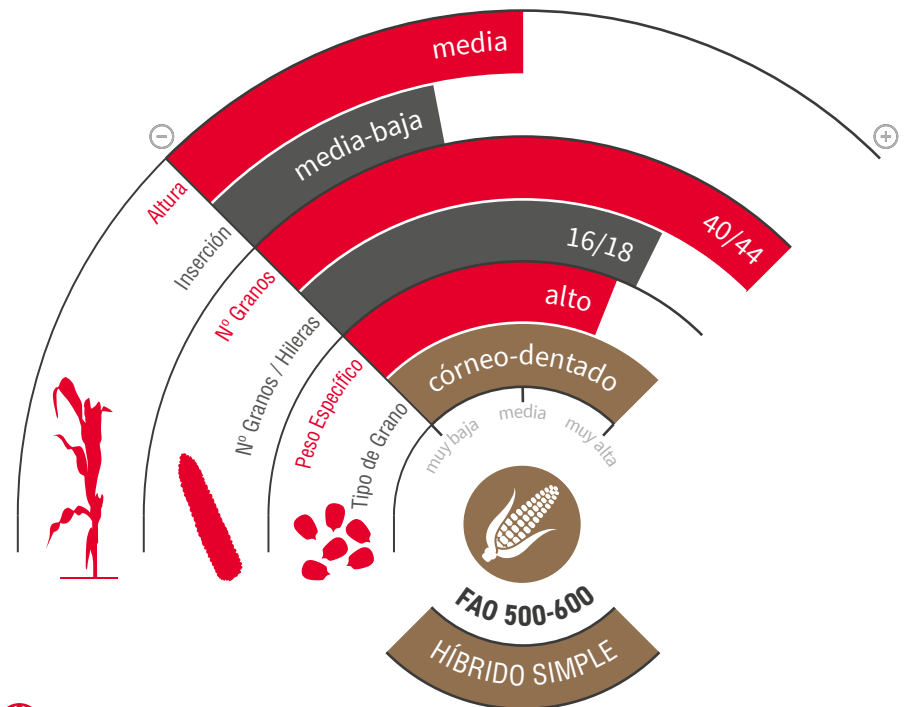 media
media-baja
40/44
16/18
alto
córneo-dentado
Altura
Inserción
Nº Granos
Nº Granos / Hileras
Peso Específico
Tipo de Grano
muy baja
media
muy alta
FAO 500-600
HÍBRIDO SIMPLE